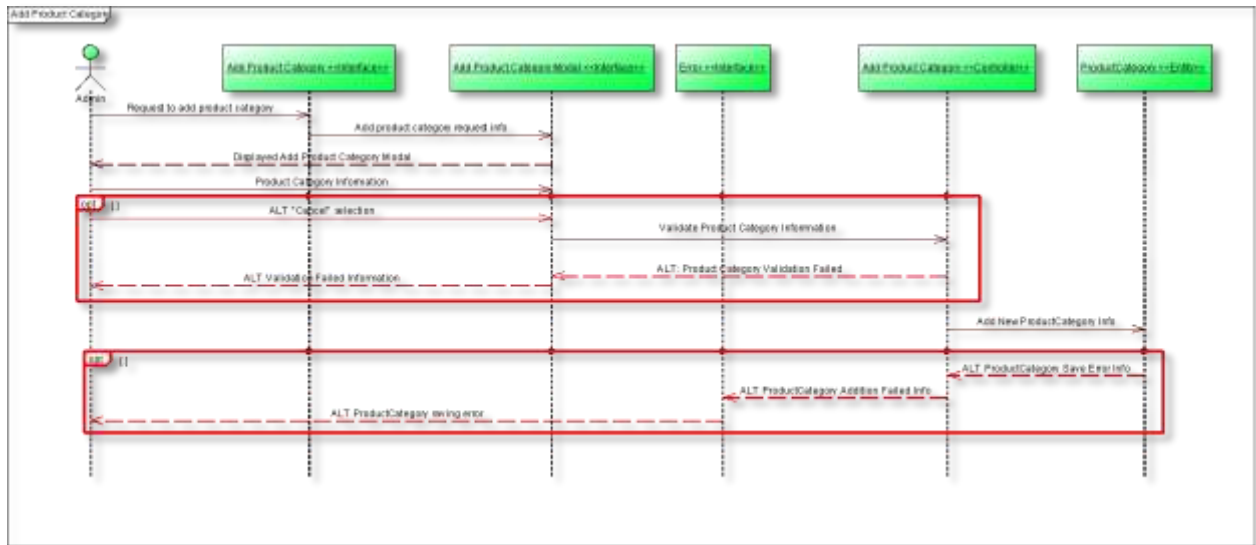 Add Product Category
Add Product Category <<Interface>>
Add Product Category Modal <<Interface>>
Error <<Interface>>
Add Product Category <<Controller>>
ProductCategory <<Entity>>
Admin
Request to add product category
Add product category request info
Displayed Add Product Category Modal
Product Category Information
opt [ ]
ALT "Cancel" selection
Validate Product Category Information
ALT: Product Category Validation Failed
ALT Validation Failed Information
Add New ProductCategory Info
opt [ ]
ALT ProductCategory Save Error Info
ALT ProductCategory Addition Failed Info
ALT ProductCategory saving error